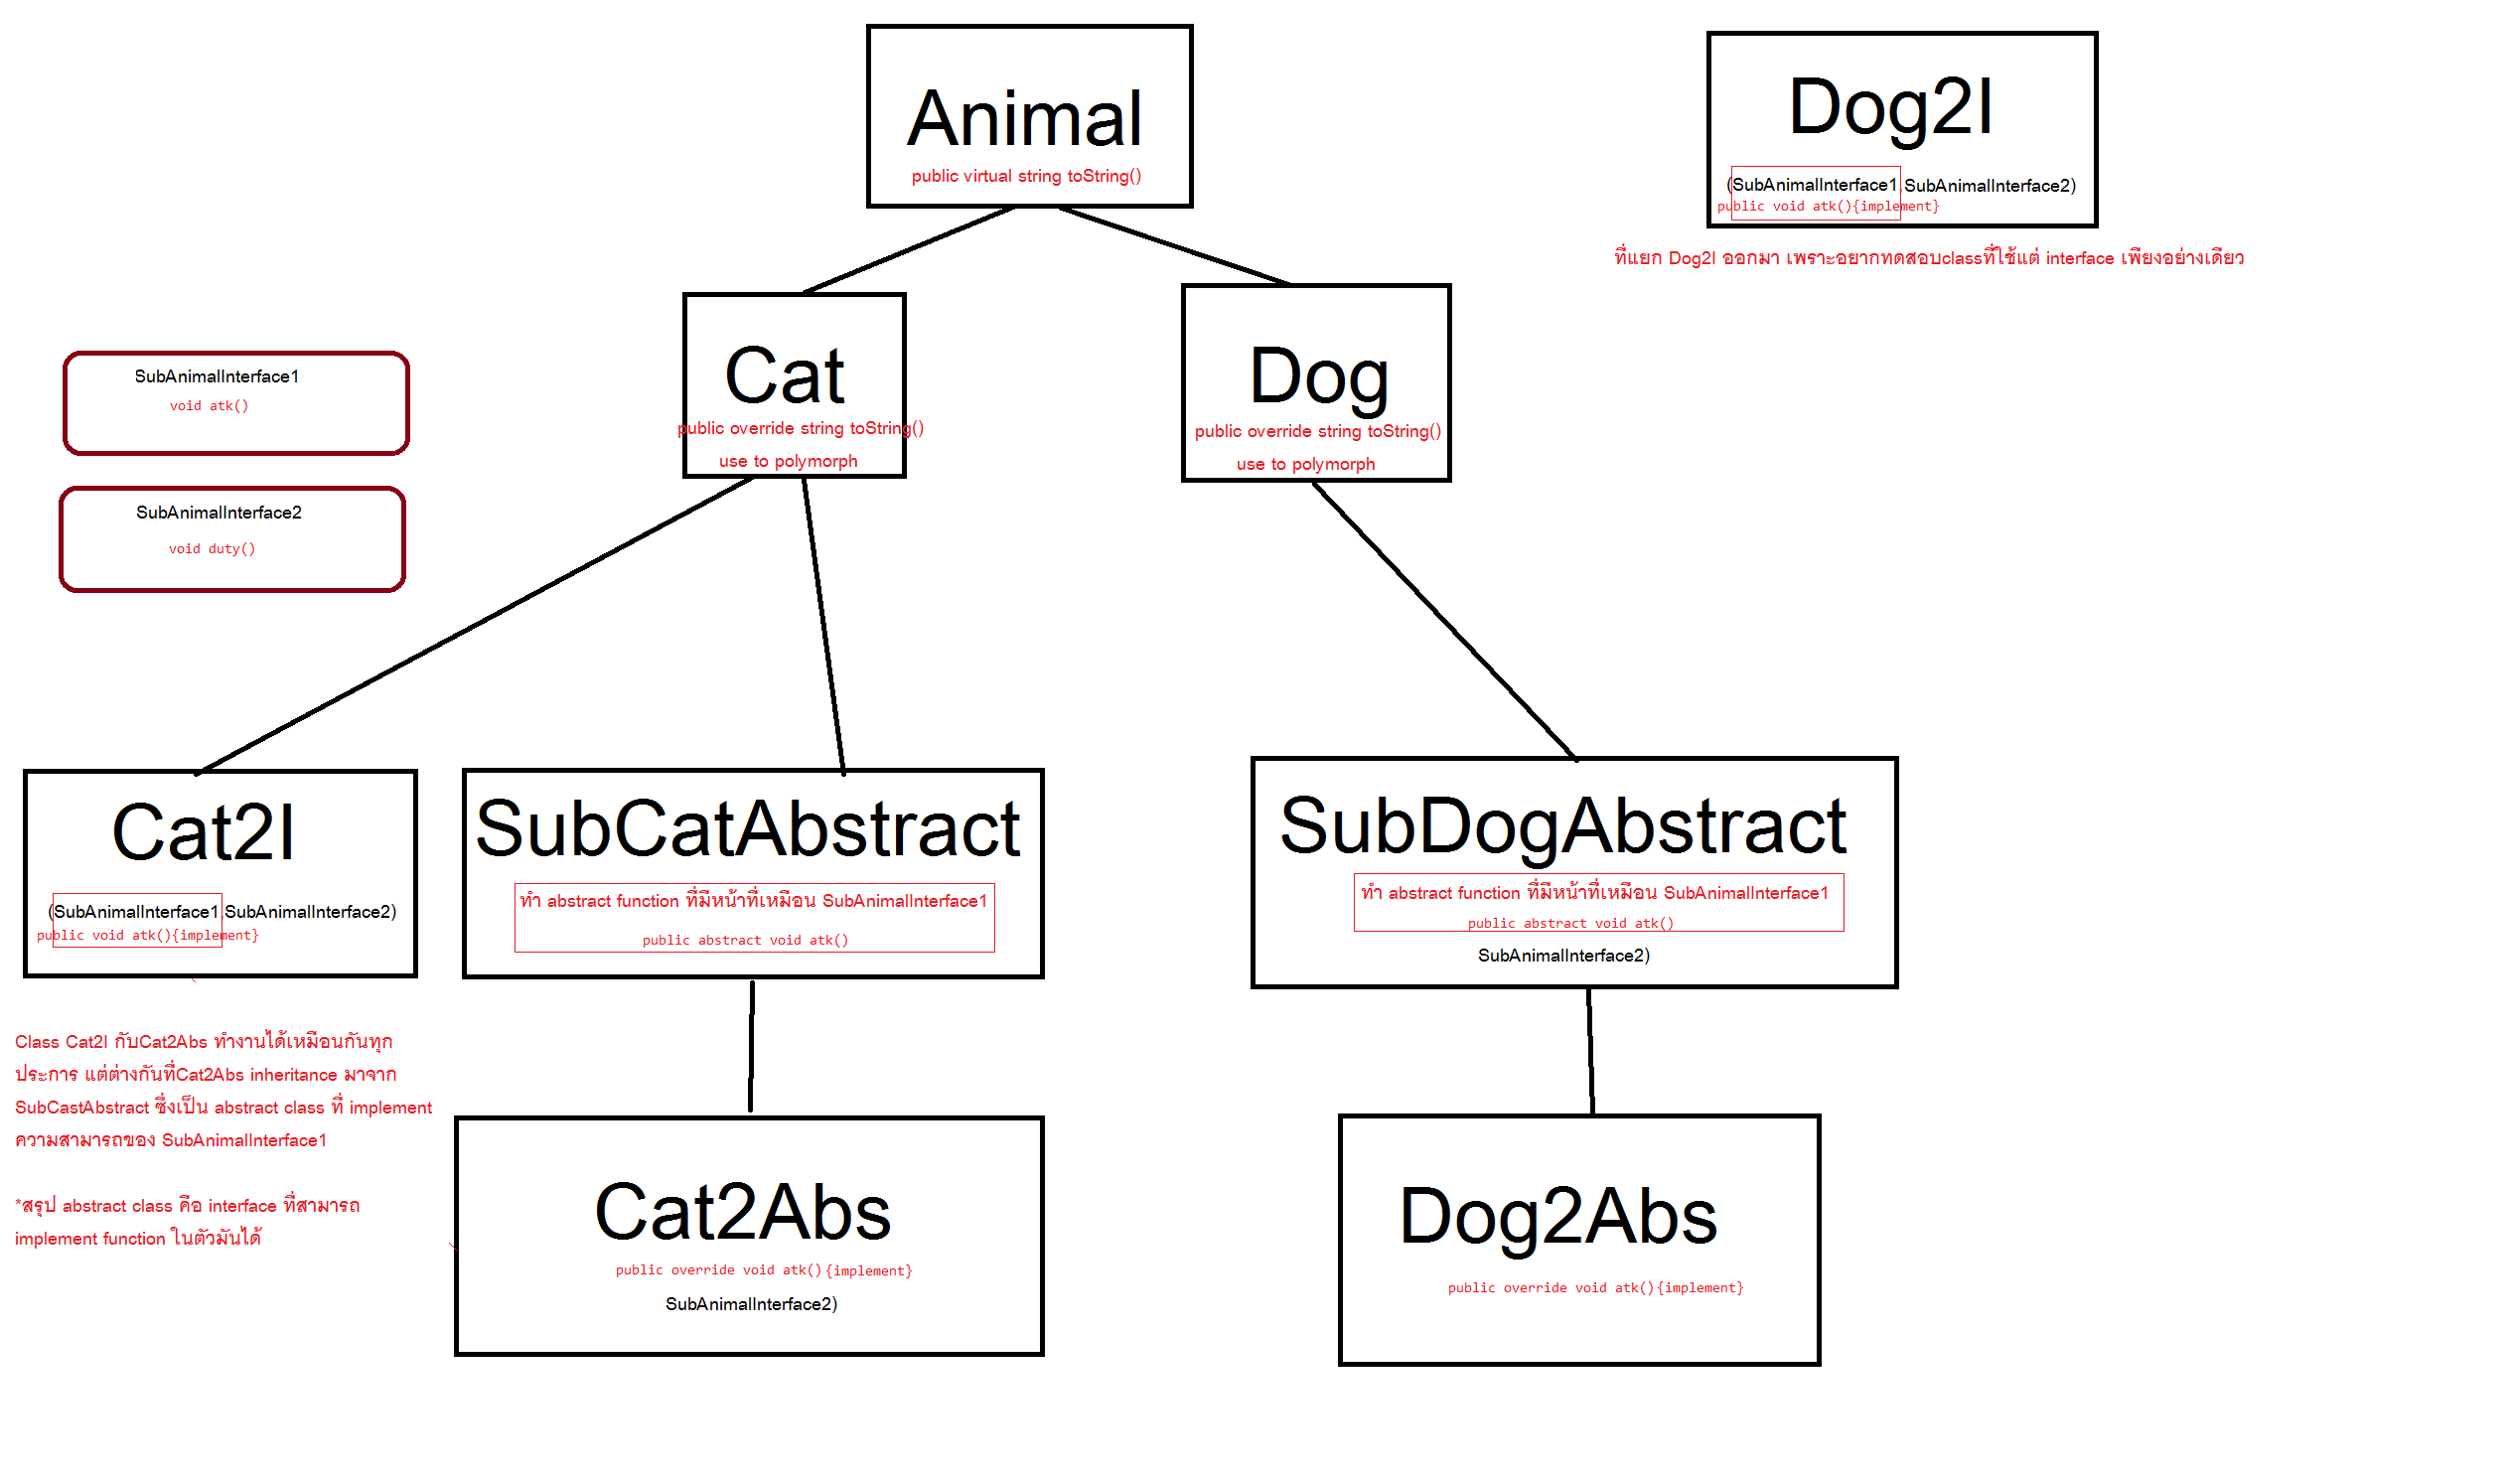 Animal
public virtual string toString()
Dog2I
(SubAnimalInterface1,SubAnimalInterface2)
public void atk(){implement}
ที่แยก Dog2I ออกมา เพราะอยากทดสอบclassที่ใช้แต่ interface เพียงอย่างเดียว
Cat
public override string toString()
use to polymorph
Dog
public override string toString()
use to polymorph
SubAnimalInterface1
void atk()
SubAnimalInterface2
void duty()
Cat2I
(SubAnimalInterface1,SubAnimalInterface2)
public void atk(){implement}
SubCatAbstract
ทำ abstract function ที่มีหน้าที่เหมือน SubAnimalInterface1
public abstract void atk()
SubDogAbstract
ทำ abstract function ที่มีหน้าที่เหมือน SubAnimalInterface1
public abstract void atk()
SubAnimalInterface2)
Class Cat2I กับCat2Abs ทำงานได้เหมือนกันทุก
ประการ แต่ต่างกันที่Cat2Abs inheritance มาจาก
SubCastAbstract ซึ่งเป็น abstract class ที่ implement
ความสามารถของ SubAnimalInterface1
*สรุป abstract class คือ interface ที่สามารถ
implement function ในตัวมันได้
Cat2Abs
public override void atk(){implement}
SubAnimalInterface2)
Dog2Abs
public override void atk(){implement}